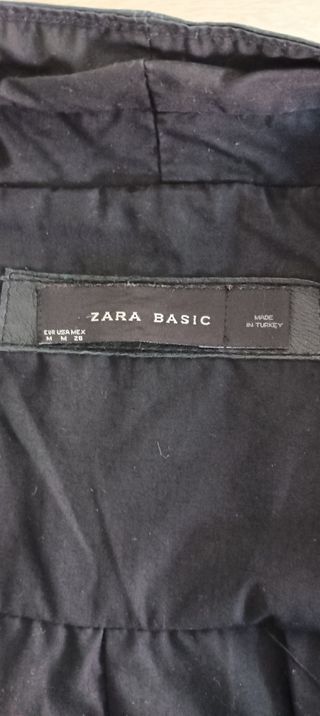 ZARA BASIC
EUR USA MEX
M M 28
MADE
IN TURKEY